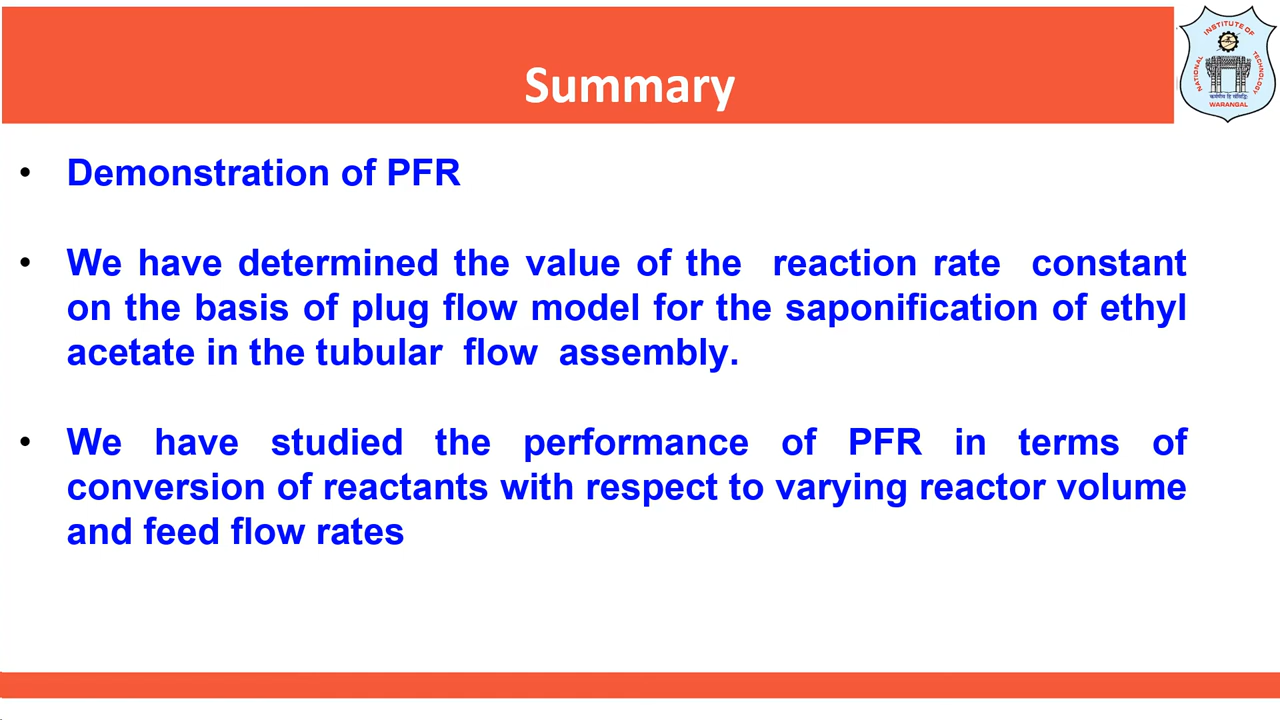 Summary
INSTITUTE OF
NATIONAL
TECHNOLOGY
WARANGAL
• Demonstration of PFR
• We have determined the value of the reaction rate constant
on the basis of plug flow model for the saponification of ethyl
acetate in the tubular flow assembly.
• We have studied the performance of PFR in terms of
conversion of reactants with respect to varying reactor volume
and feed flow rates